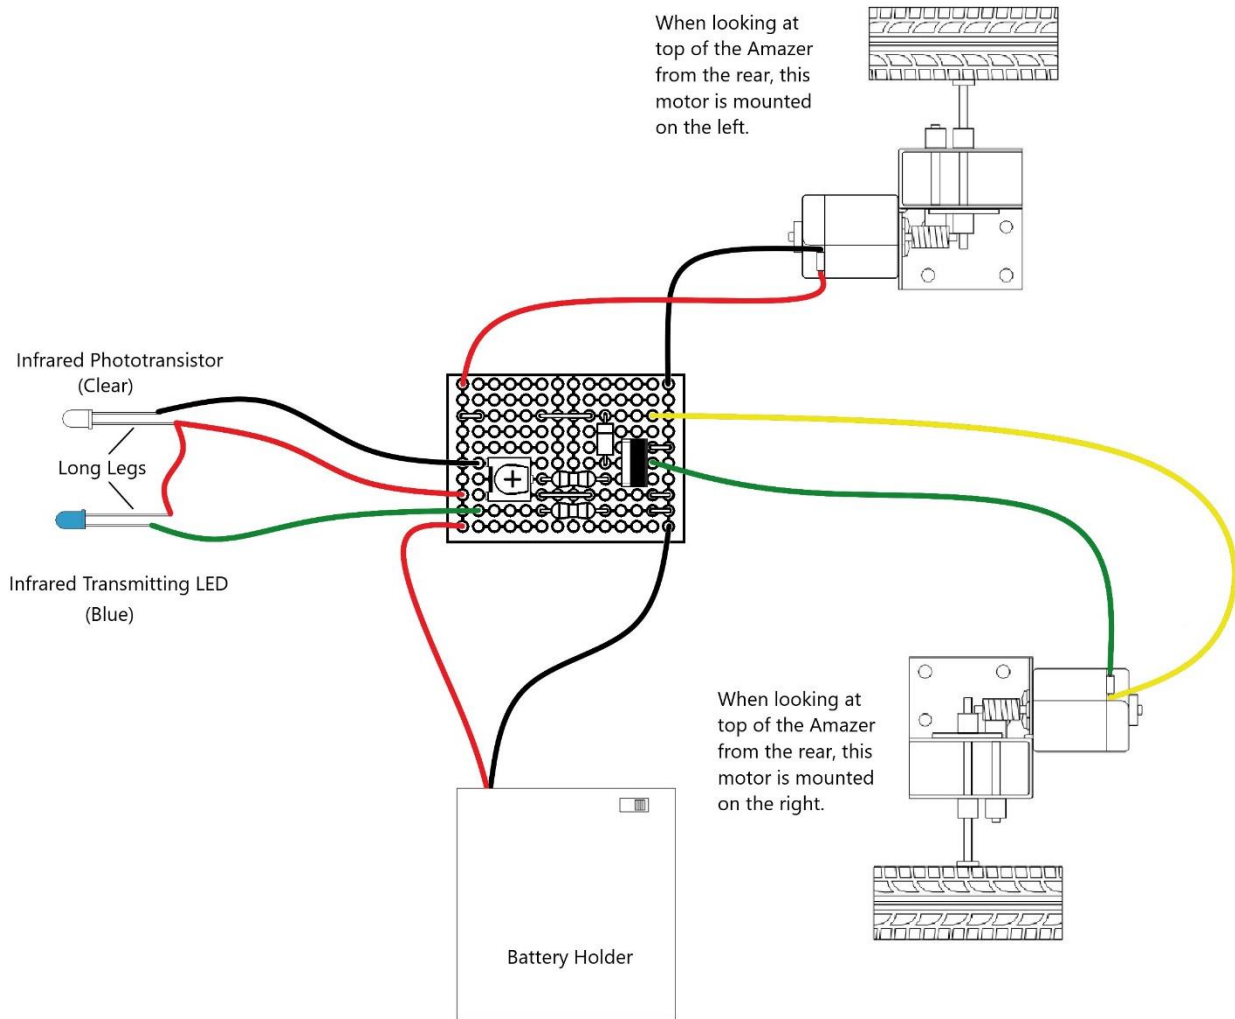 When looking at
top of the Amazer
from the rear, this
motor is mounted
on the left.
Infrared Phototransistor
(Clear)
Long Legs
Infrared Transmitting LED
(Blue)
When looking at
top of the Amazer
from the rear, this
motor is mounted
on the right.
Battery Holder